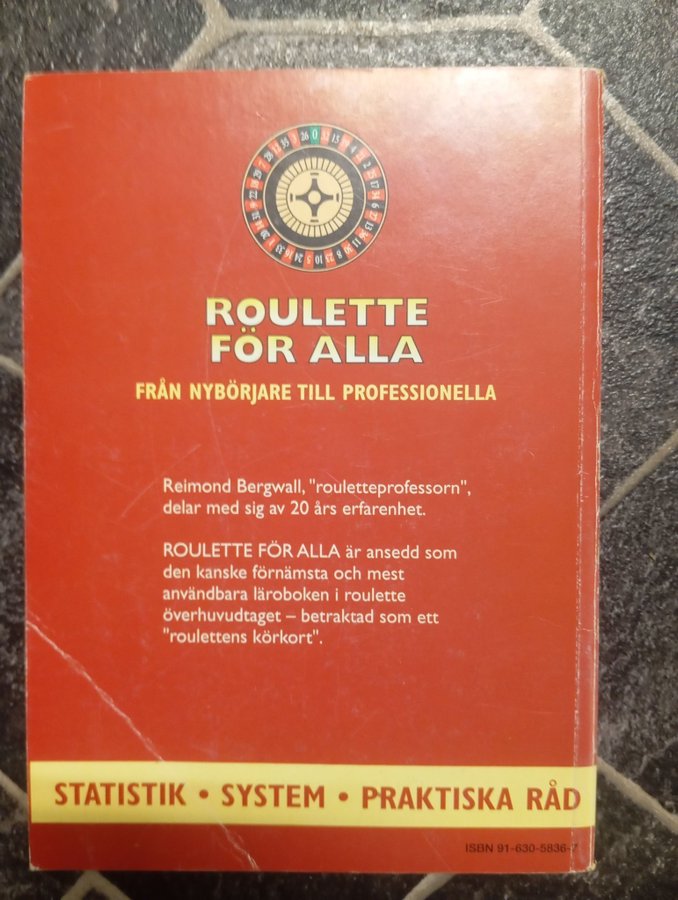 ROULETTE
FÖR ALLA
FRÅN NYBÖRJARE TILL PROFESSIONELLA
Reimond Bergwall, "rouletteprofessorn",
delar med sig av 20 års erfarenhet.
ROULETTE FÖR ALLA är ansedd som
den kanske förnämsta och mest
användbara läroboken i roulette
överhuvudtaget – betraktad som ett
"roulettens körkort".
STATISTIK • SYSTEM • PRAKTISKA RÅD
ISBN 91-630-5836-7